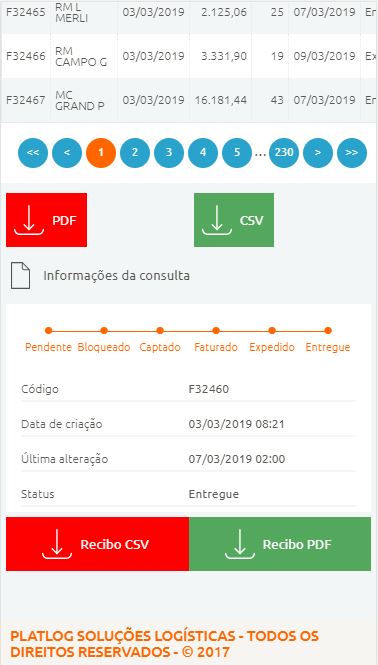 F32465 RM L MERLI 03/03/2019 2.125,06 25 07/03/2019 En
F32466 RM CAMPO G 03/03/2019 3.331,90 19 09/03/2019 Ex
F32467 MC GRAND P 03/03/2019 16.181,44 43 07/03/2019 En
<< < 1 2 3 4 5 ... 230 > >>
PDF CSV
Informações da consulta
Pendente Bloqueado Captado Faturado Expedido Entregue
Código F32460
Data de criação 03/03/2019 08:21
Última alteração 07/03/2019 02:00
Status Entregue
Recibo CSV Recibo PDF
PLATLOG SOLUÇÕES LOGÍSTICAS - TODOS OS
DIREITOS RESERVADOS - © 2017